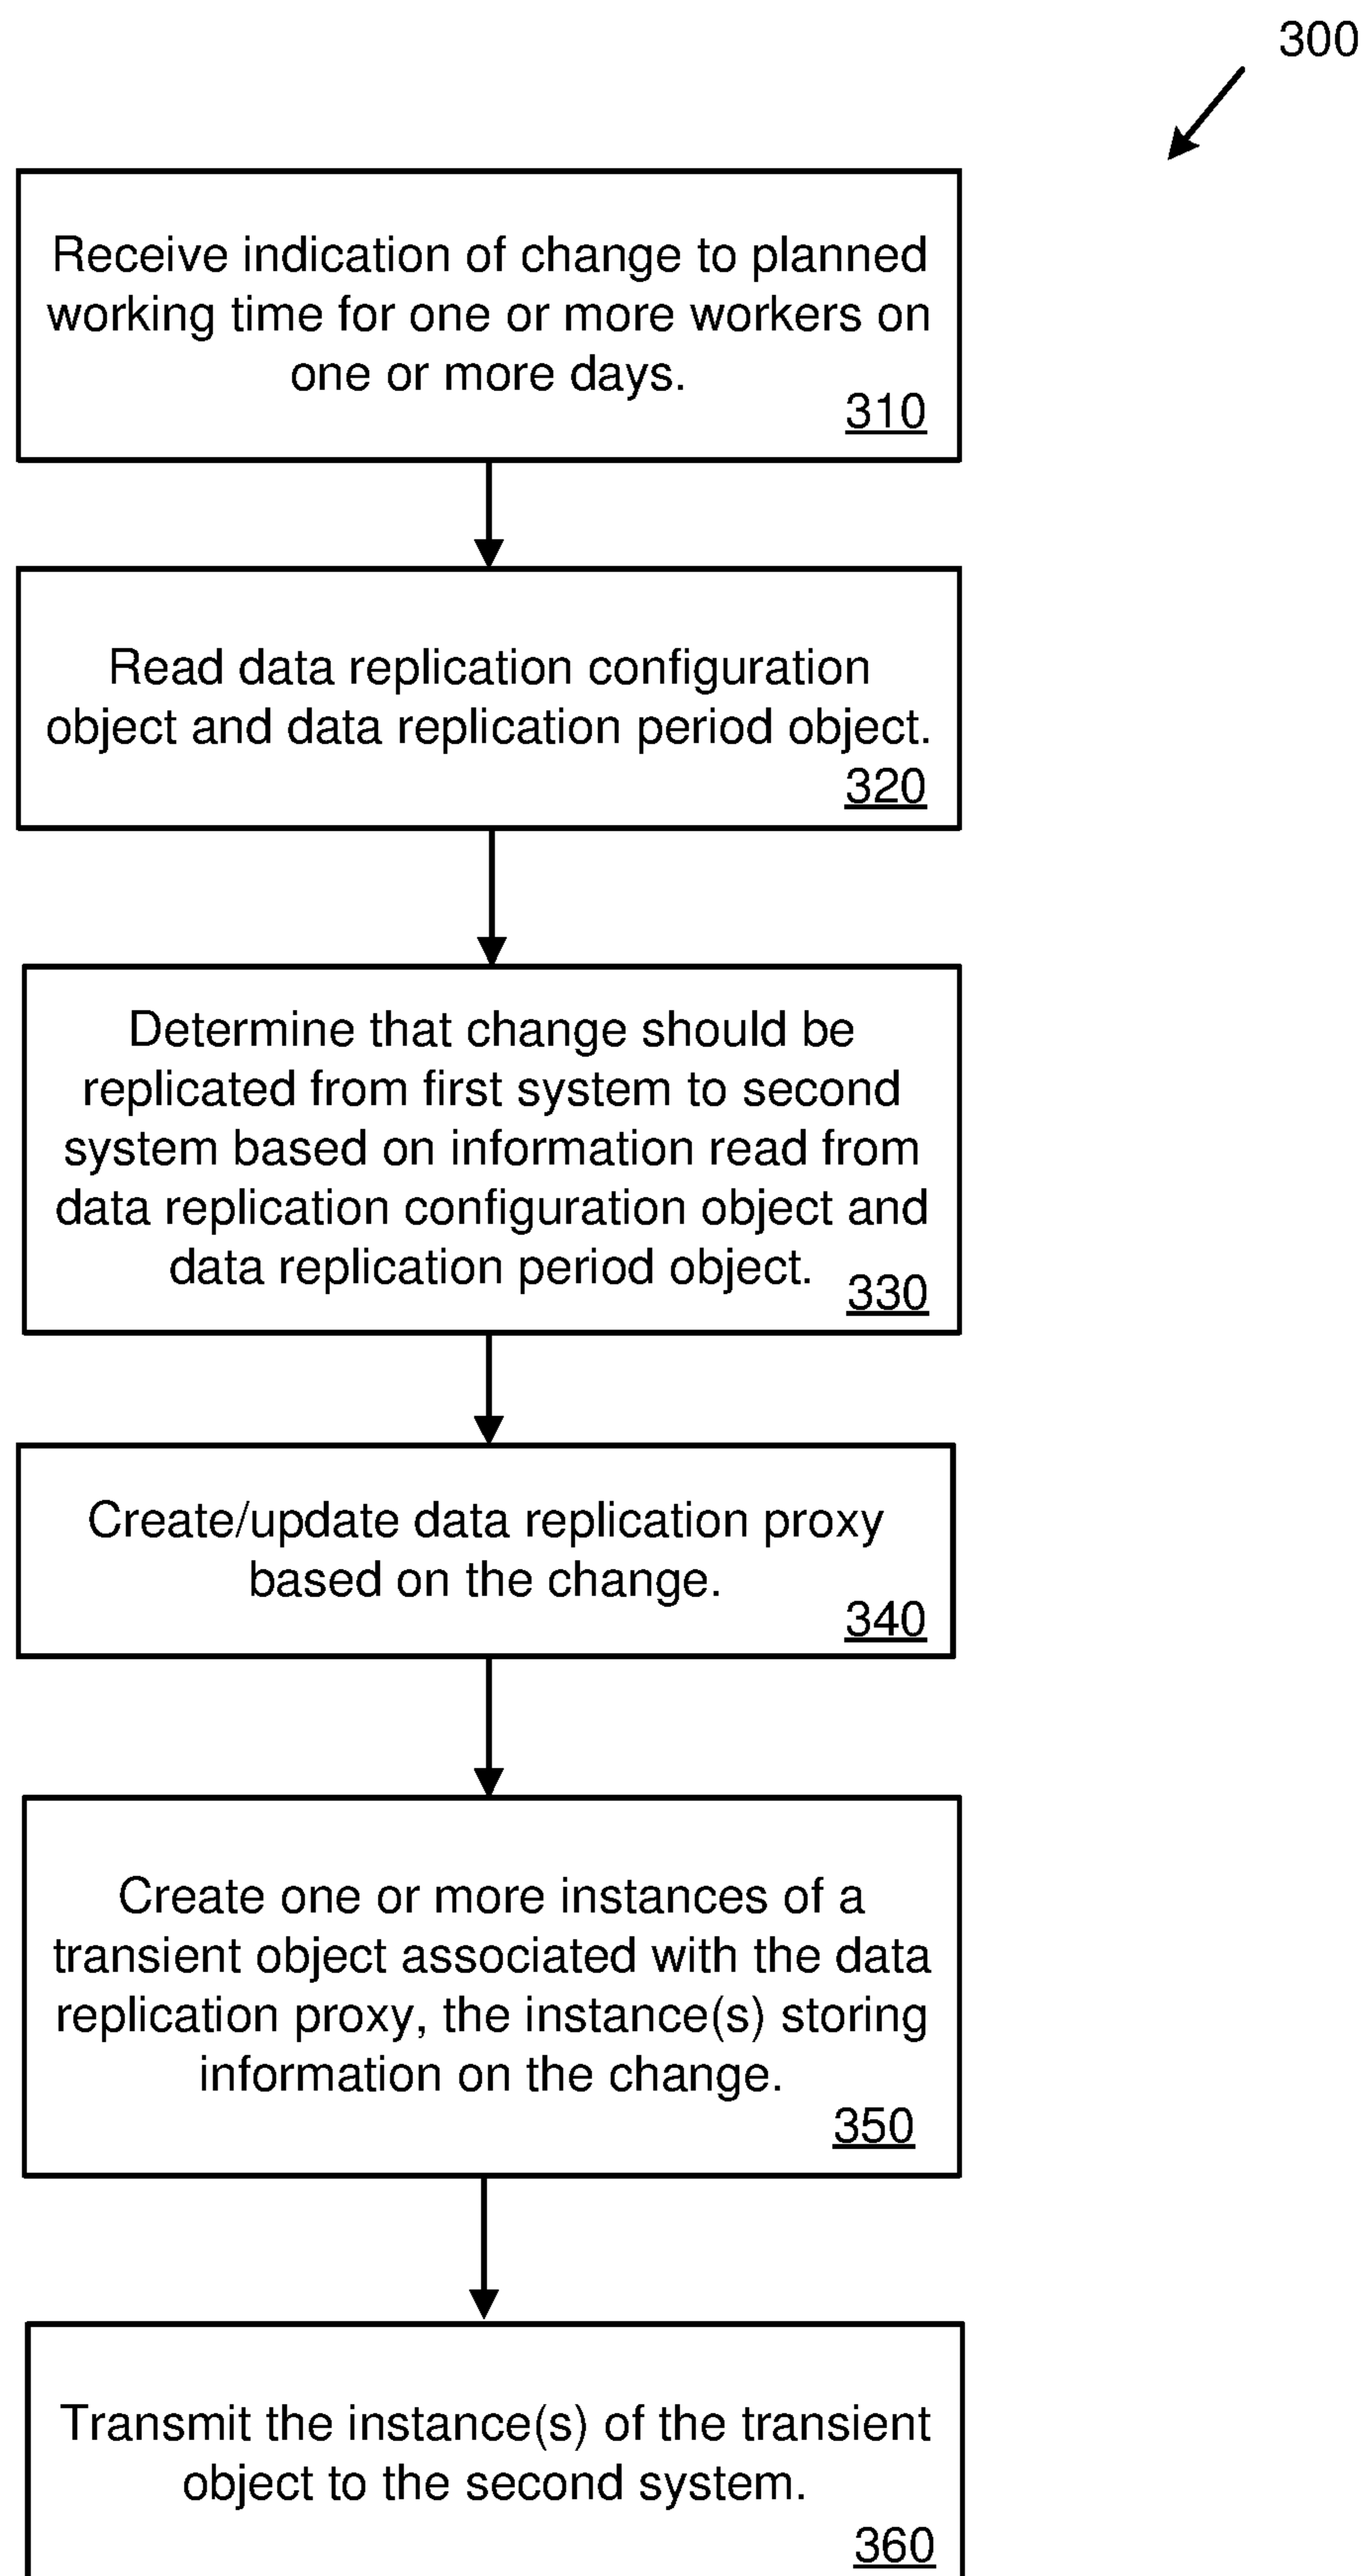 300
Receive indication of change to planned
working time for one or more workers on
one or more days.
310
Read data replication configuration
object and data replication period object.
320
Determine that change should be
replicated from first system to second
system based on information read from
data replication configuration object and
data replication period object.
330
Create/update data replication proxy
based on the change.
340
Create one or more instances of a
transient object associated with the data
replication proxy, the instance(s) storing
information on the change.
350
Transmit the instance(s) of the transient
object to the second system.
360